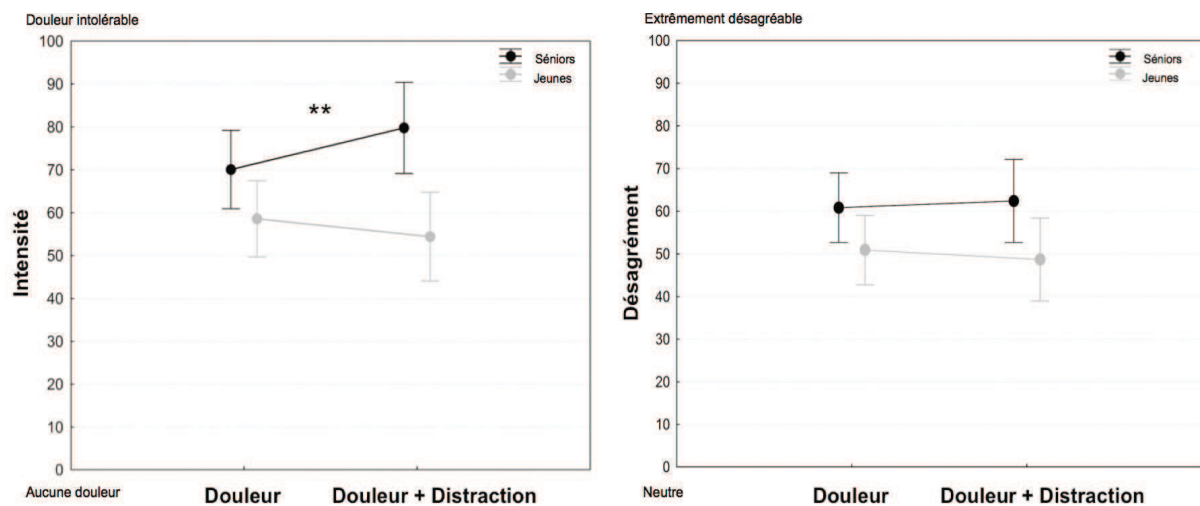 Douleur intolérable
100
90
80
70
60
50
40
30
20
10
0
Intensité
Séniors
Jeunes
**
Aucune douleur
Douleur
Douleur + Distraction
Extrêmement désagréable
100
90
80
70
60
50
40
30
20
10
0
Désagrément
Séniors
Jeunes
Neutre
Douleur
Douleur + Distraction